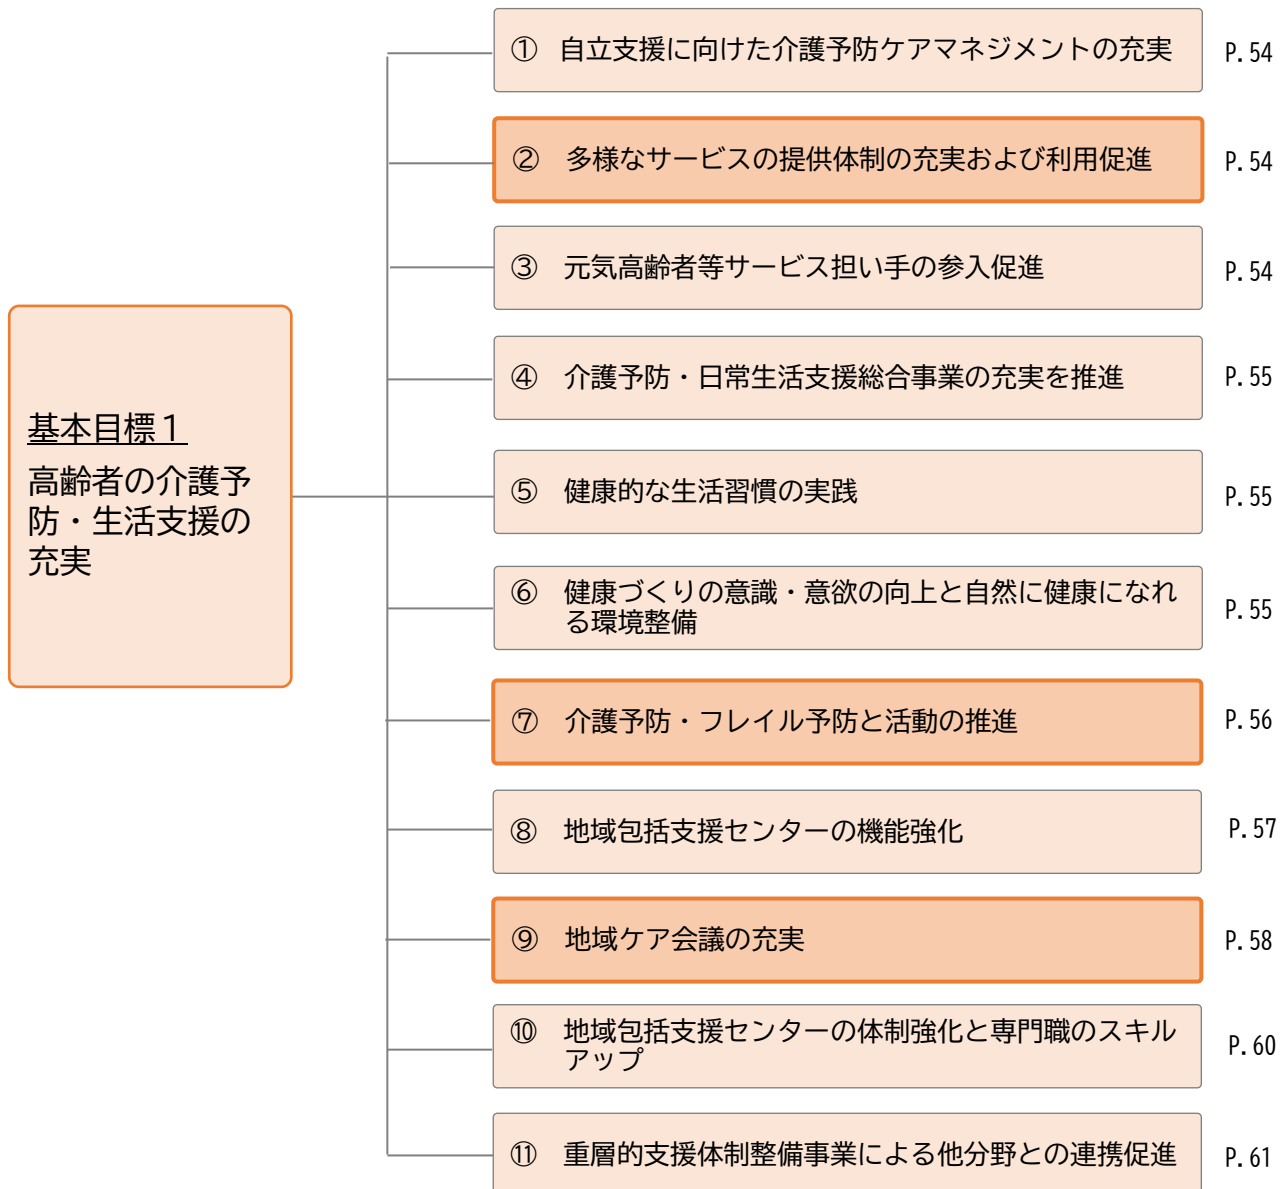 ① 自立支援に向けた介護予防ケアマネジメントの充実 P.54
② 多様なサービスの提供体制の充実および利用促進 P.54
③ 元気高齢者等サービス担い手の参入促進 P.54
④ 介護予防・日常生活支援総合事業の充実を推進 P.55
基本目標１
高齢者の介護予
防・生活支援の
充実
⑤ 健康的な生活習慣の実践 P.55
⑥ 健康づくりの意識・意欲の向上と自然に健康になれ
る環境整備 P.55
⑦ 介護予防・フレイル予防と活動の推進 P.56
⑧ 地域包括支援センターの機能強化 P.57
⑨ 地域ケア会議の充実 P.58
⑩ 地域包括支援センターの体制強化と専門職のスキル
アップ P.60
⑪ 重層的支援体制整備事業による他分野との連携促進 P.61